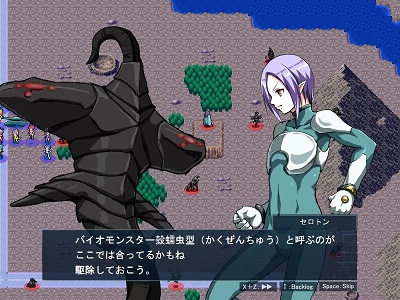 セロトン
バイオモンスター殻蠕虫型（かくぜんちゅう）と呼ぶのが
ここでは合ってるかもね
駆除しておこう。
X+Z:▶▶ ↑:Backlog Space:Skip